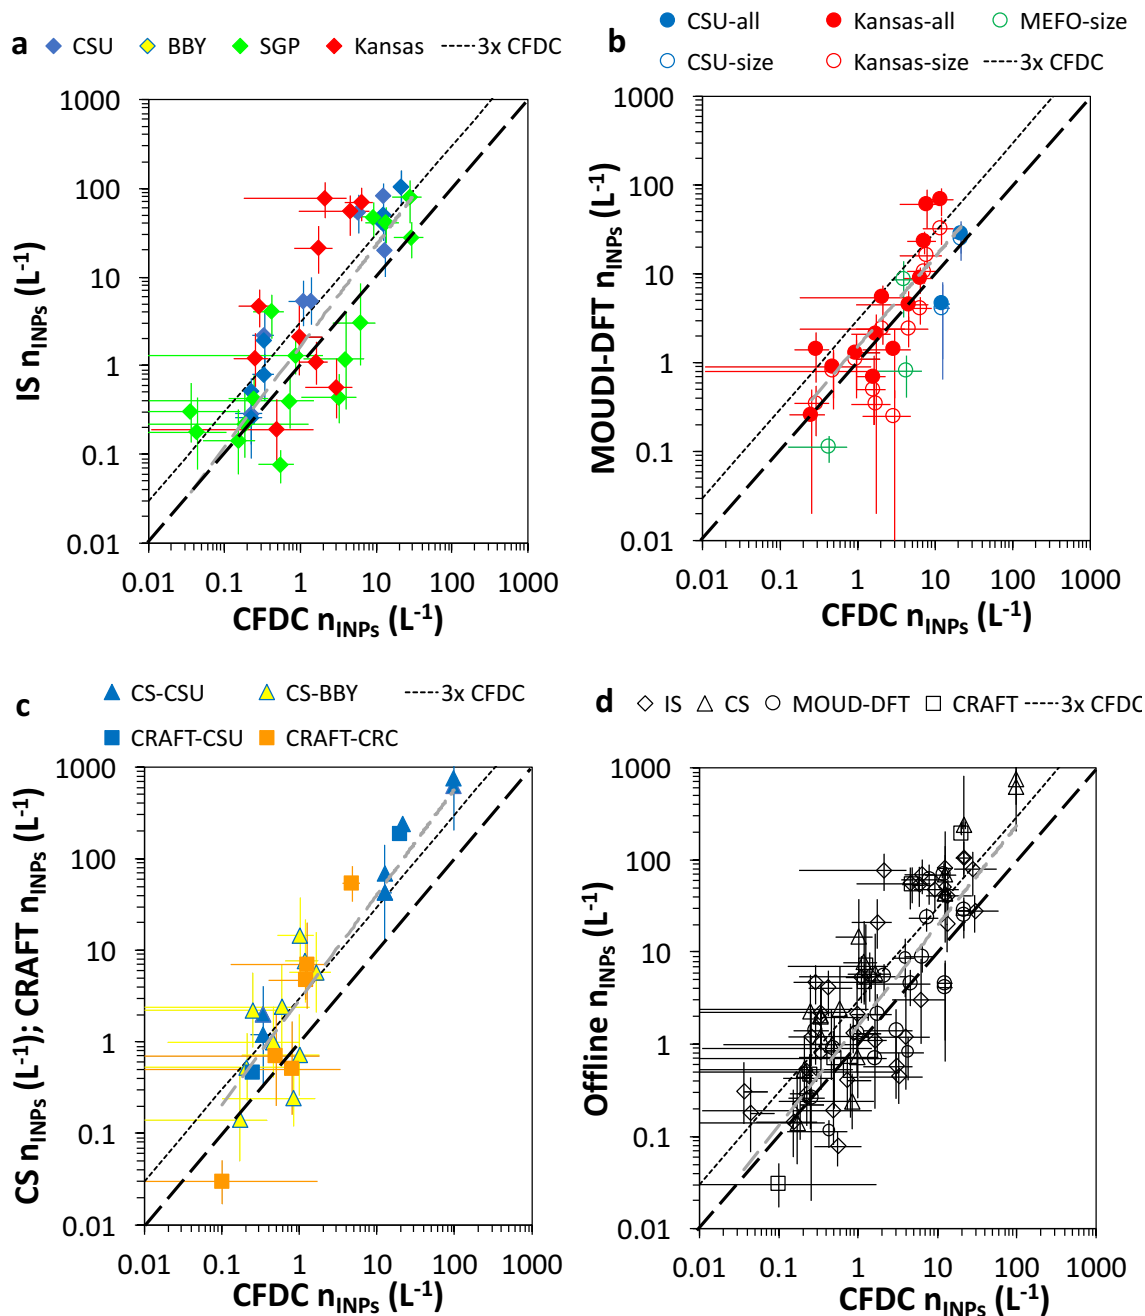 a
CSU BBY SGP Kansas 3x CFDC
1000
100
10
1
0.1
0.01
IS nINPs (L-1)
0.01 0.1 1 10 100 1000
CFDC nINPs (L-1)
b
CSU-all Kansas-all MEFO-size
CSU-size Kansas-size 3x CFDC
1000
100
10
1
0.1
0.01
MOUDI-DFT nINPs (L-1)
0.01 0.1 1 10 100 1000
CFDC nINPs (L-1)
c
CS-CSU CS-BBY 3x CFDC
CRAFT-CSU CRAFT-CRC
1000
100
10
1
0.1
0.01
CS nINPs (L-1); CRAFT nINPs (L-1)
0.01 0.1 1 10 100 1000
CFDC nINPs (L-1)
d
IS CS MOUD-DFT CRAFT 3x CFDC
1000
100
10
1
0.1
0.01
Offline nINPs (L-1)
0.01 0.1 1 10 100 1000
CFDC nINPs (L-1)